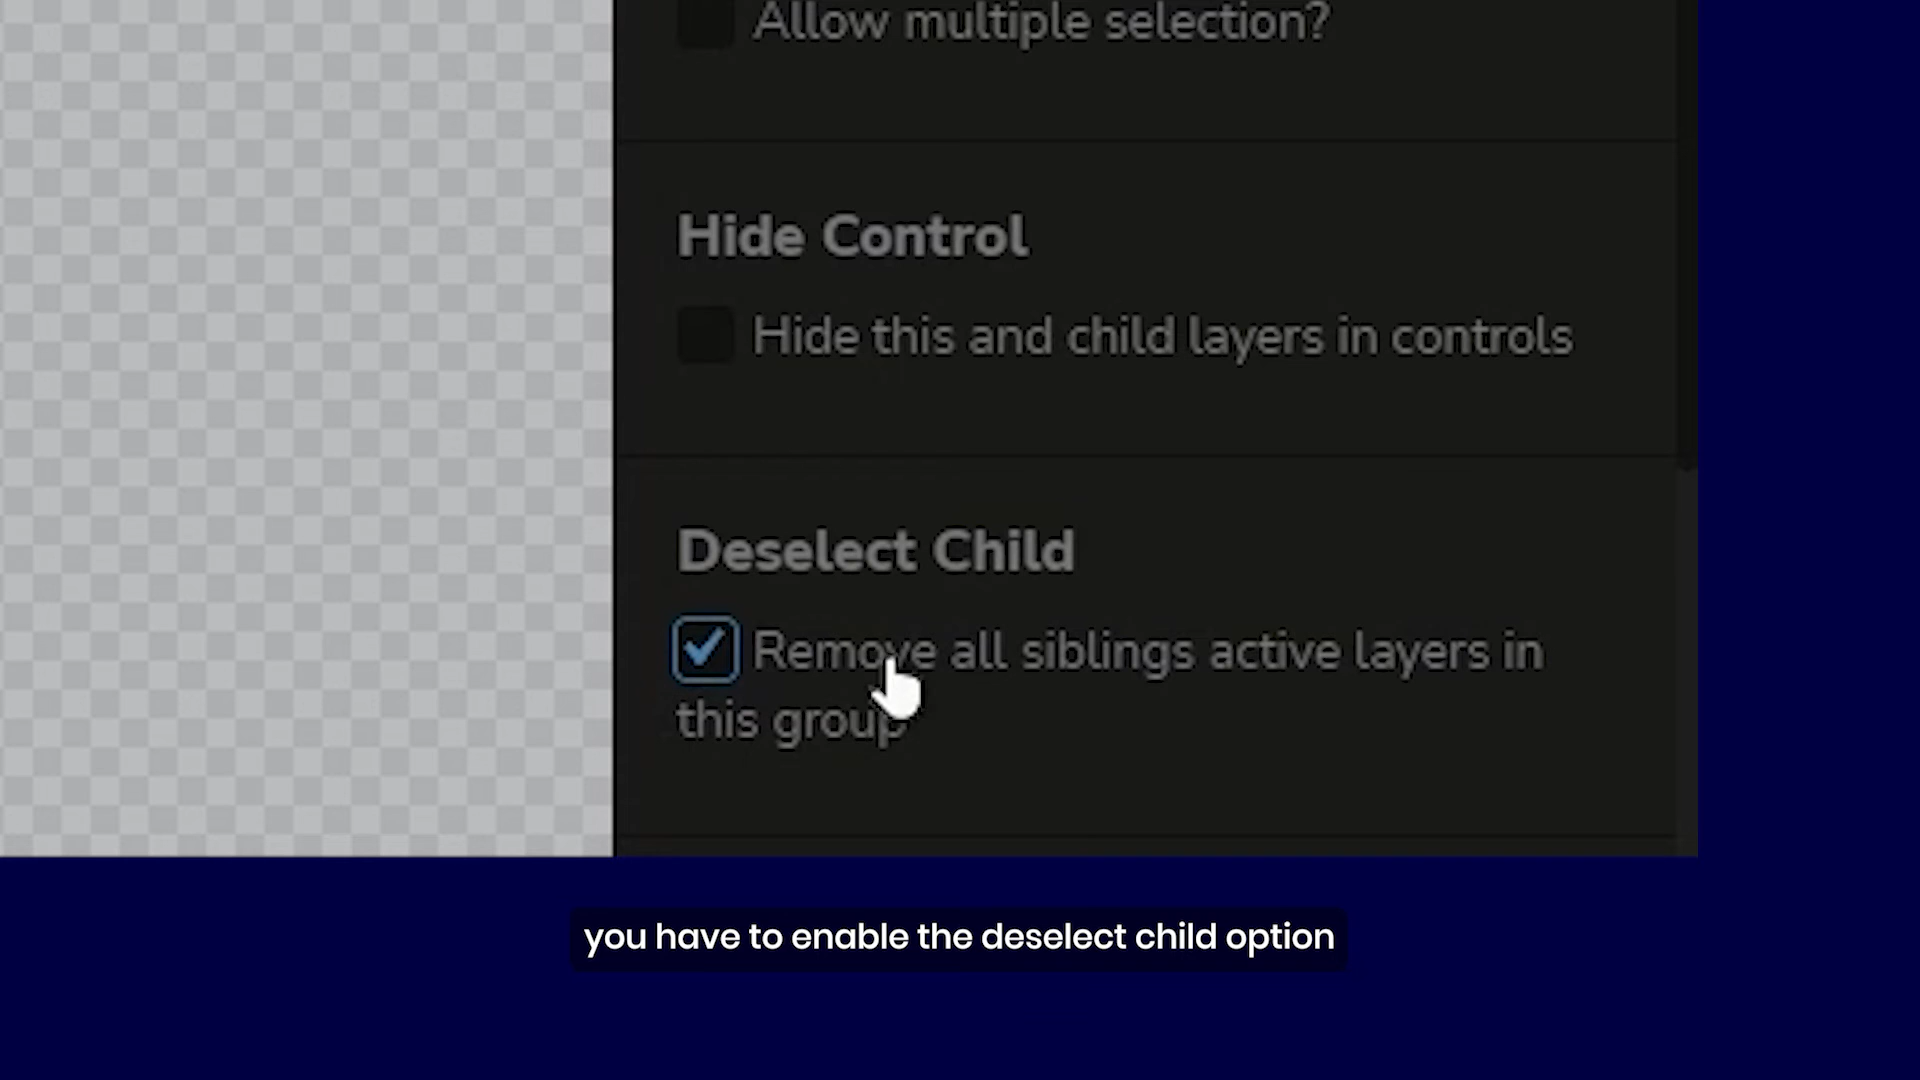 Allow multiple selection?
Hide Control
Hide this and child layers in controls
Deselect Child
Remove all siblings active layers in
this group
you have to enable the deselect child option